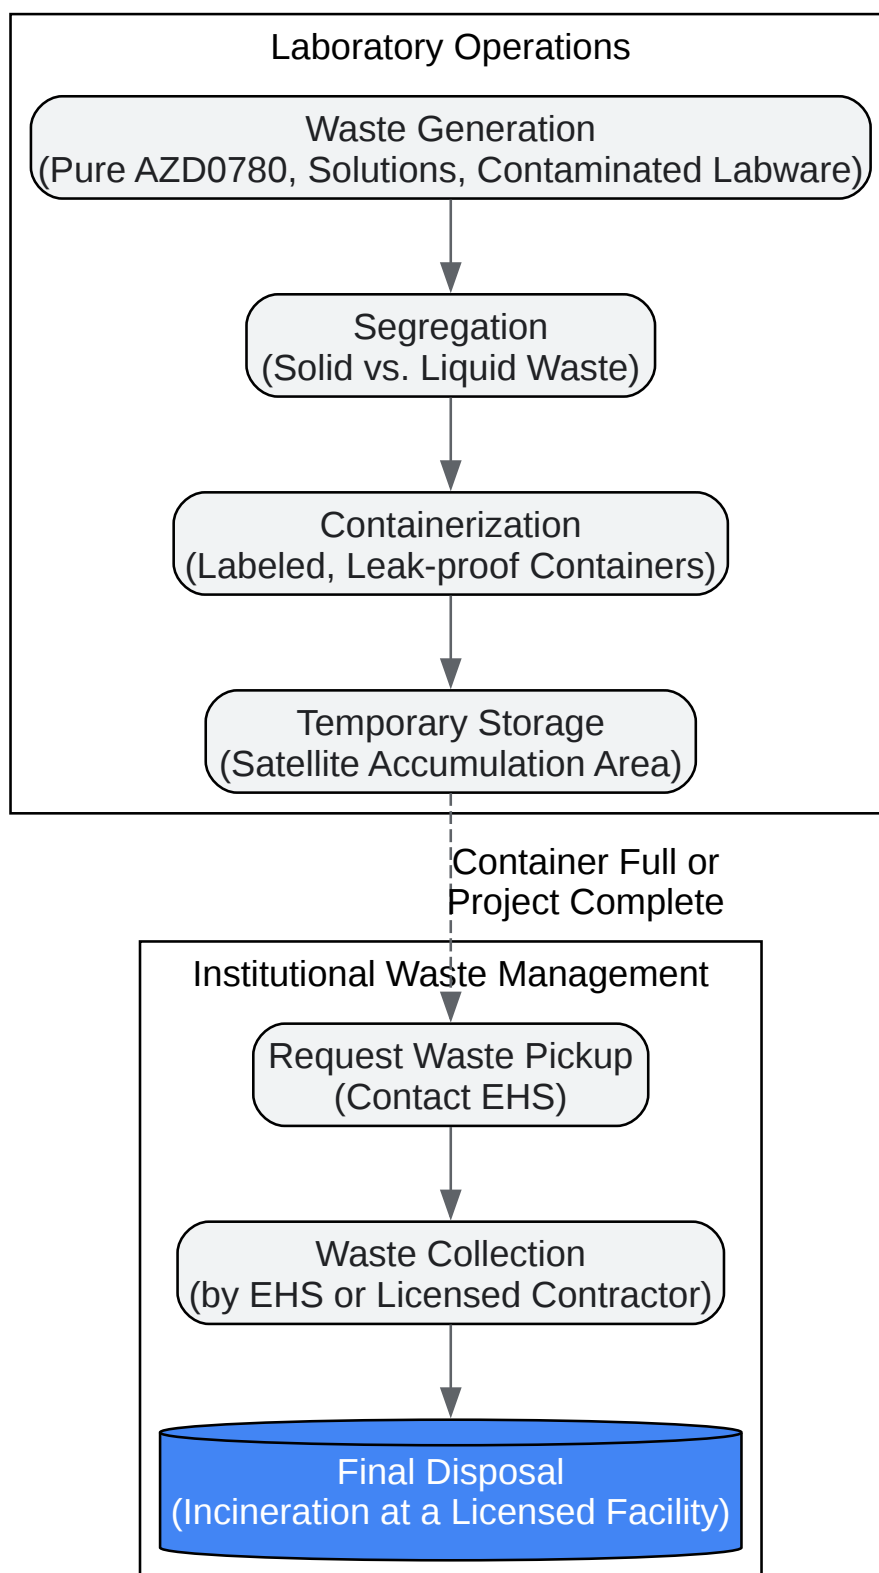 Laboratory Operations
Waste Generation
(Pure AZD0780, Solutions, Contaminated Labware)
Segregation
(Solid vs. Liquid Waste)
Containerization
(Labeled, Leak-proof Containers)
Temporary Storage
(Satellite Accumulation Area)
Container Full or
Project Complete
Institutional Waste Management
Request Waste Pickup
(Contact EHS)
Waste Collection
(by EHS or Licensed Contractor)
Final Disposal
(Incineration at a Licensed Facility)